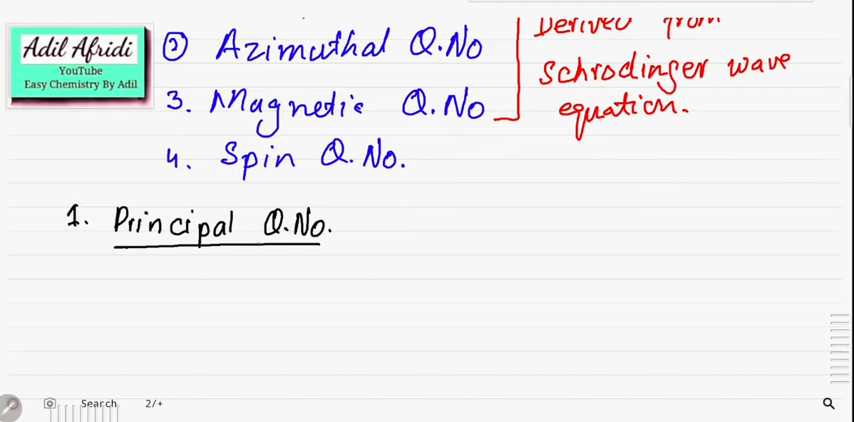 Adil Afridi
YouTube
Easy Chemistry By Adil
② Azimuthal Q.No
3. Magnetic Q.No
4. Spin Q.No.
Derived from
Schrodinger wave
equation.
1. Principal Q.No.
Search 2/+